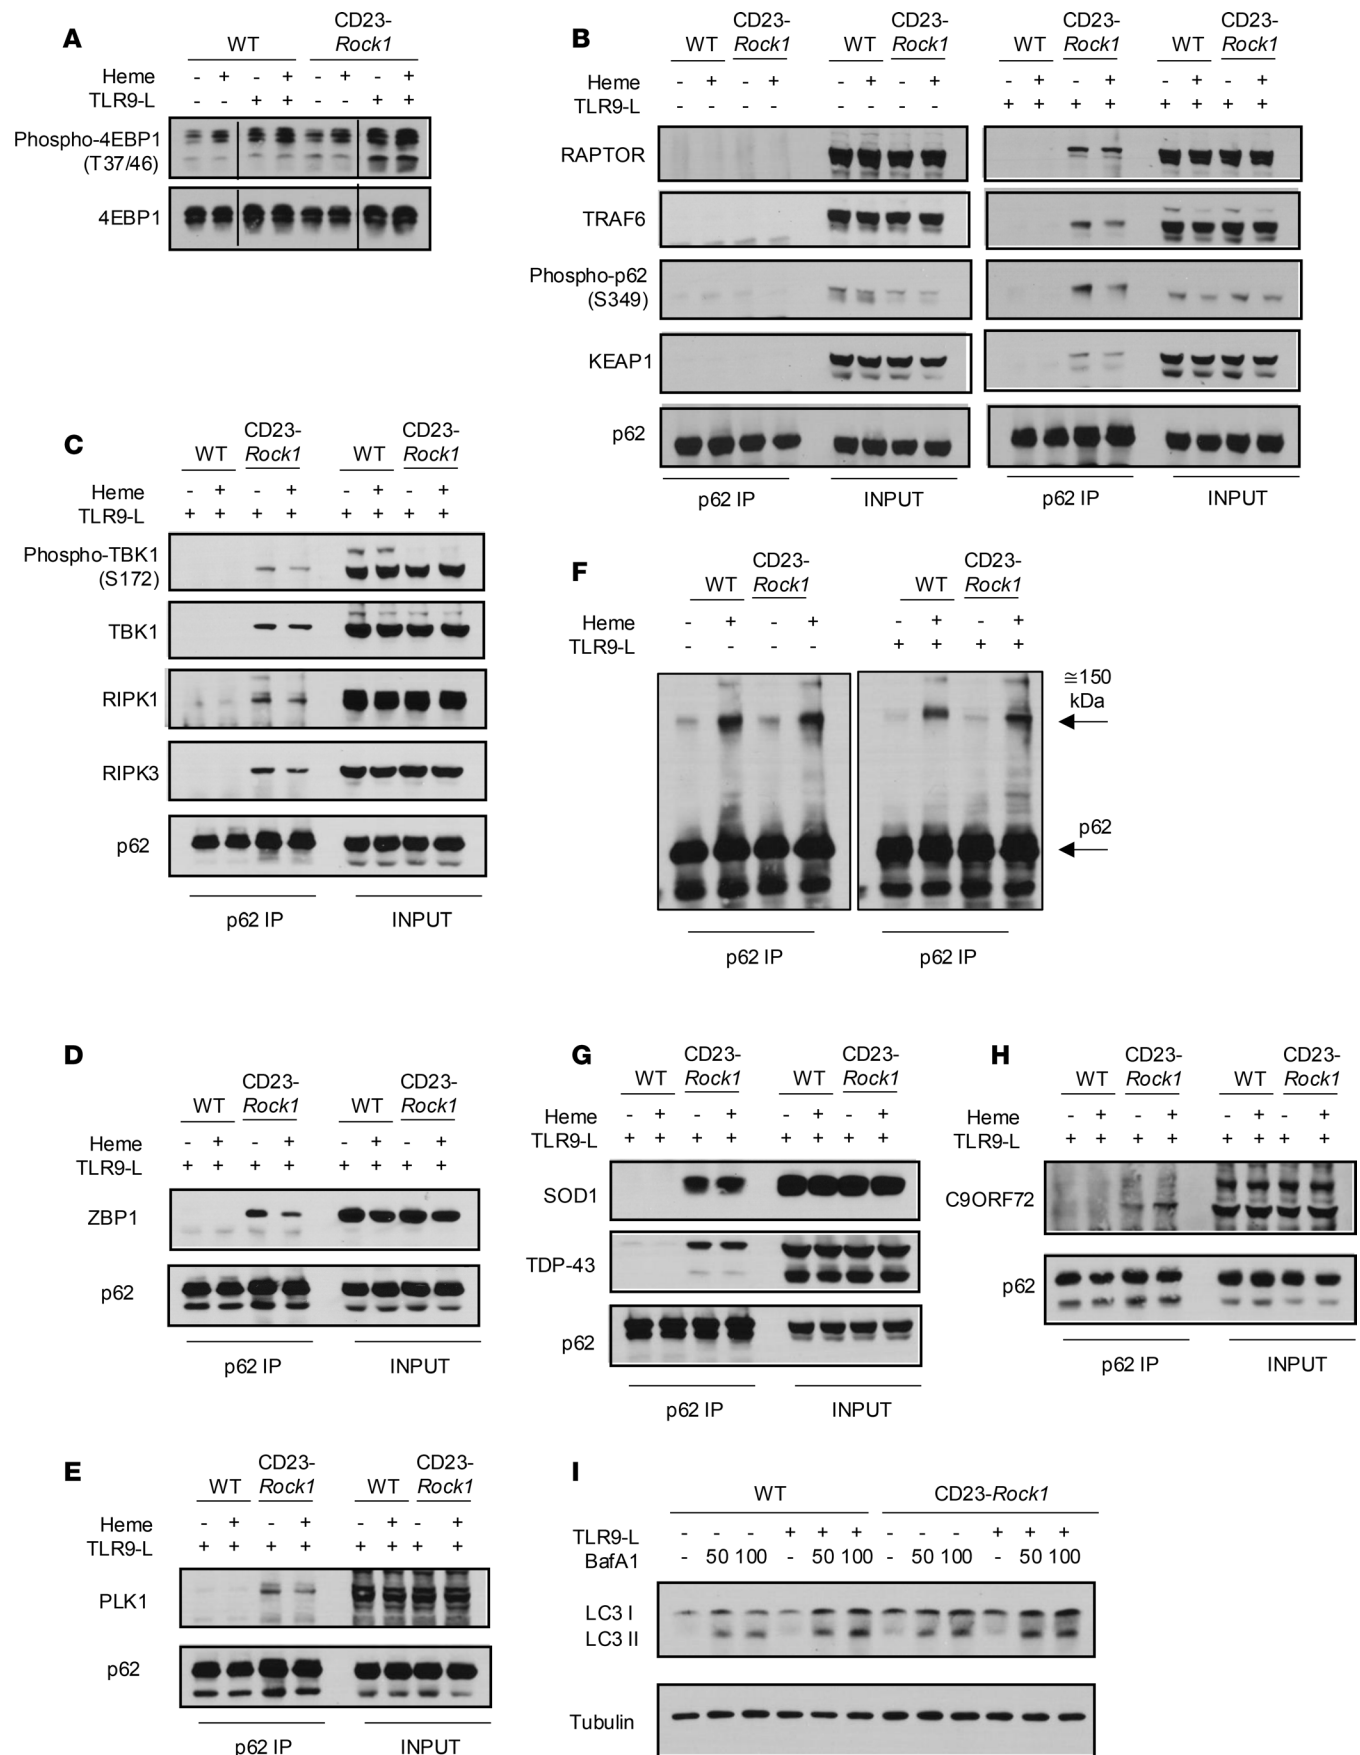 A
CD23-
WT Rock1
Heme - + - + - + - +
TLR9-L - - + + - - + +
Phospho-4EBP1
(T37/46)
4EBP1
B
CD23- CD23- CD23- CD23-
WT Rock1 WT Rock1 WT Rock1 WT Rock1
Heme - + - + - + - + - + - + - + - +
TLR9-L - - - - - - - - + + + + + + + +
RAPTOR
TRAF6
Phospho-p62
(S349)
KEAP1
p62
p62 IP INPUT p62 IP INPUT
C
CD23- CD23-
WT Rock1 WT Rock1
Heme - + - + - + - +
TLR9-L + + + + + + + +
Phospho-TBK1
(S172)
TBK1
RIPK1
RIPK3
p62
p62 IP INPUT
F
CD23- CD23-
WT Rock1 WT Rock1
Heme - + - + - + - +
TLR9-L - - - - + + + +
≅150
kDa
p62
p62 IP p62 IP
D
CD23- CD23-
WT Rock1 WT Rock1
Heme - + - + - + - +
TLR9-L + + + + + + + +
ZBP1
p62
p62 IP INPUT
G
CD23- CD23-
WT Rock1 WT Rock1
Heme - + - + - + - +
TLR9-L + + + + + + + +
SOD1
TDP-43
p62
p62 IP INPUT
H
CD23- CD23-
WT Rock1 WT Rock1
Heme - + - + - + - +
TLR9-L + + + + + + + +
C9ORF72
p62
p62 IP INPUT
E
CD23- CD23-
WT Rock1 WT Rock1
Heme - + - + - + - +
TLR9-L + + + + + + + +
PLK1
p62
p62 IP INPUT
I
WT CD23-Rock1
TLR9-L - - - + + + - - - + + +
BafA1 - 50 100 - 50 100 - 50 100 - 50 100
LC3 I
LC3 II
Tubulin